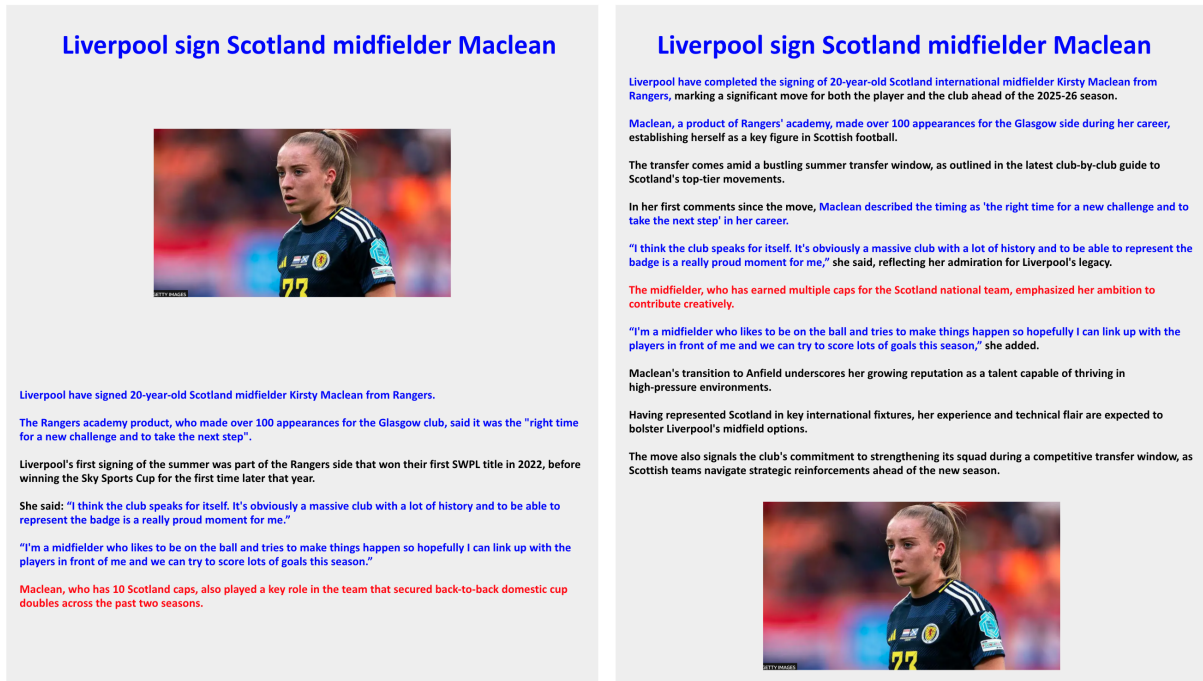 Liverpool sign Scotland midfielder Maclean
GETTY IMAGES
23
Liverpool have signed 20-year-old Scotland midfielder Kirsty Maclean from Rangers.
The Rangers academy product, who made over 100 appearances for the Glasgow club, said it was the "right time
for a new challenge and to take the next step".
Liverpool's first signing of the summer was part of the Rangers side that won their first SWPL title in 2022, before
winning the Sky Sports Cup for the first time later that year.
She said: “I think the club speaks for itself. It's obviously a massive club with a lot of history and to be able to
represent the badge is a really proud moment for me.”
“I'm a midfielder who likes to be on the ball and tries to make things happen so hopefully I can link up with the
players in front of me and we can try to score lots of goals this season.”
Maclean, who has 10 Scotland caps, also played a key role in the team that secured back-to-back domestic cup
doubles across the past two seasons.
Liverpool sign Scotland midfielder Maclean
Liverpool have completed the signing of 20-year-old Scotland international midfielder Kirsty Maclean from
Rangers, marking a significant move for both the player and the club ahead of the 2025-26 season.
Maclean, a product of Rangers' academy, made over 100 appearances for the Glasgow side during her career,
establishing herself as a key figure in Scottish football.
The transfer comes amid a bustling summer transfer window, as outlined in the latest club-by-club guide to
Scotland's top-tier movements.
In her first comments since the move, Maclean described the timing as 'the right time for a new challenge and to
take the next step' in her career.
“I think the club speaks for itself. It's obviously a massive club with a lot of history and to be able to represent the
badge is a really proud moment for me,” she said, reflecting her admiration for Liverpool's legacy.
The midfielder, who has earned multiple caps for the Scotland national team, emphasized her ambition to
contribute creatively.
“I'm a midfielder who likes to be on the ball and tries to make things happen so hopefully I can link up with the
players in front of me and we can try to score lots of goals this season,” she added.
Maclean's transition to Anfield underscores her growing reputation as a talent capable of thriving in
high-pressure environments.
Having represented Scotland in key international fixtures, her experience and technical flair are expected to
bolster Liverpool's midfield options.
The move also signals the club's commitment to strengthening its squad during a competitive transfer window, as
Scottish teams navigate strategic reinforcements ahead of the new season.
23
GETTY IMAGES